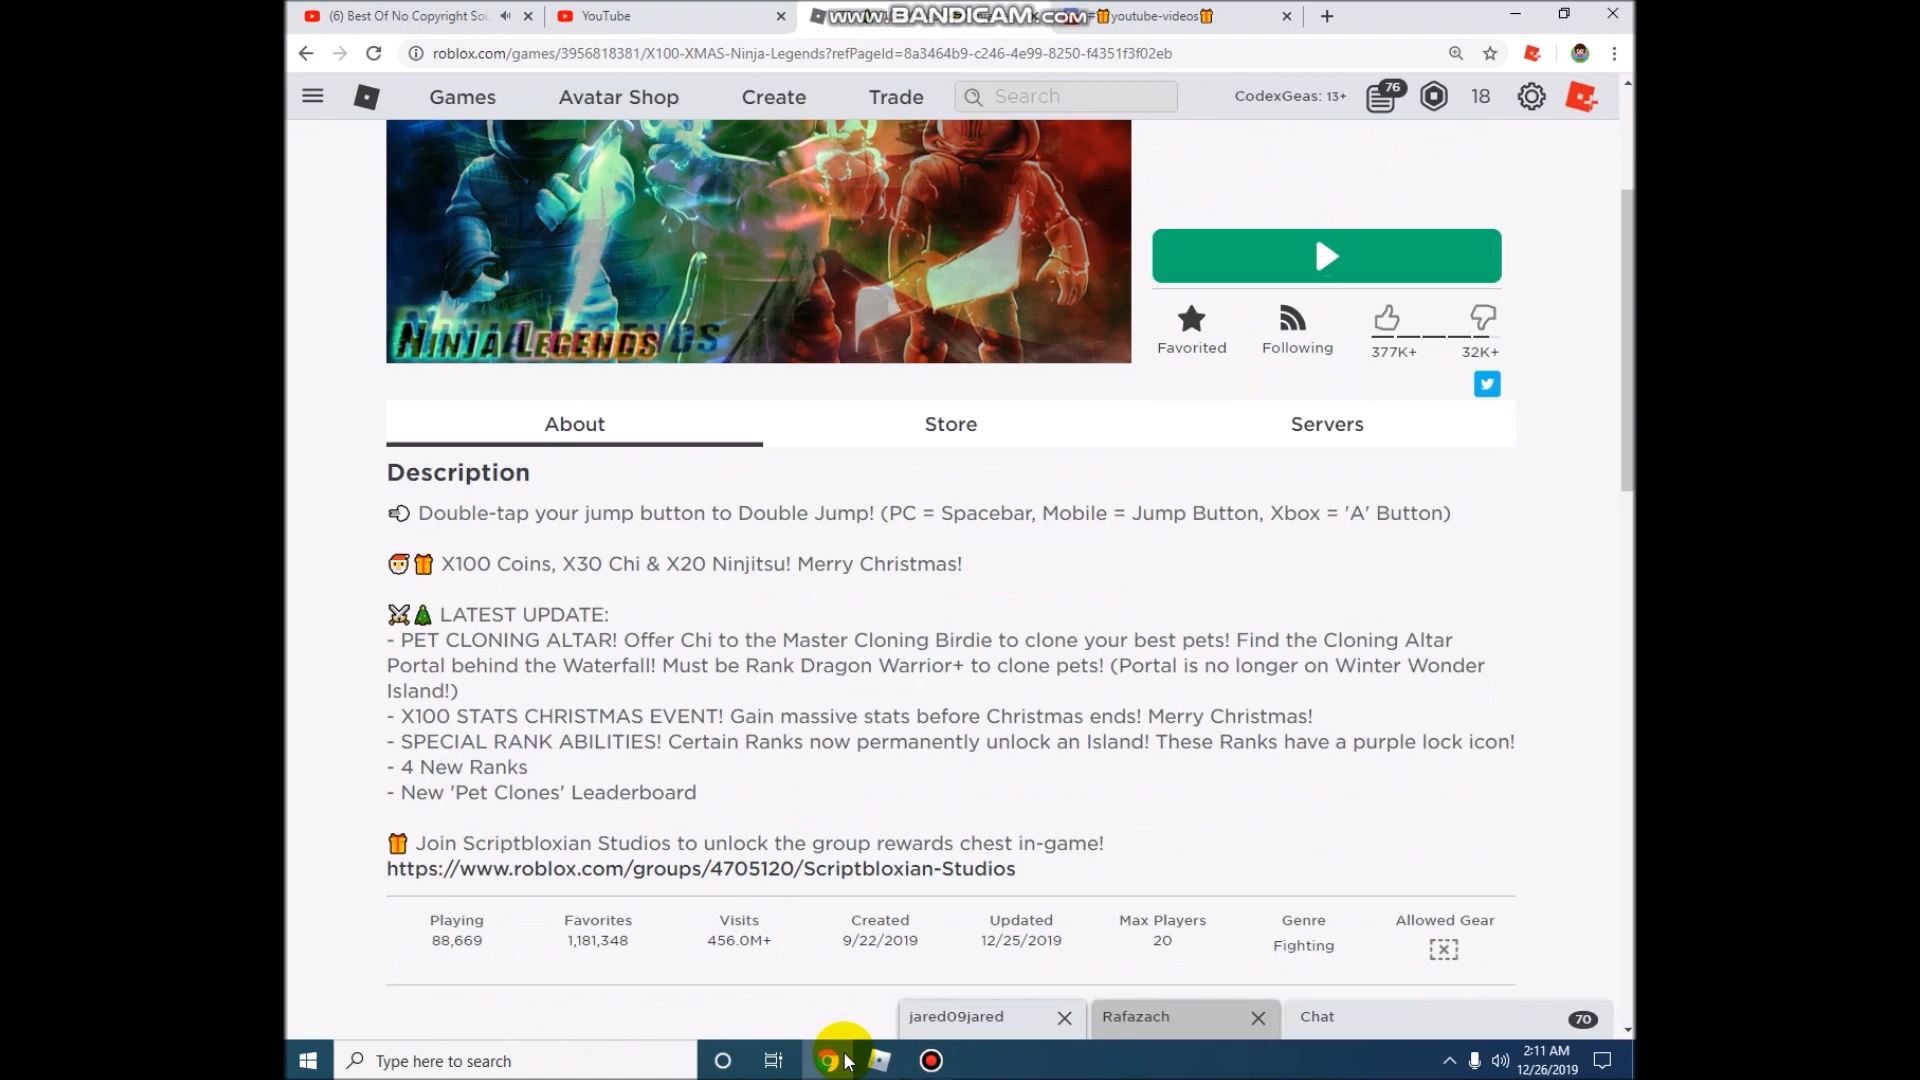 (6) Best Of No Copyright Sou
YouTube
www.BANDICAM.com
#🎁youtube-videos🎁
roblox.com/games/3956818381/X100-XMAS-Ninja-Legends?refPageId=8a3464b9-c246-4e99-8250-f4351f3f02eb
Games
Avatar Shop
Create
Trade
Search
CodexGeas: 13+
76
18
NINJA LEGENDS
Favorited
Following
377K+
32K+
About
Store
Servers
Description
Double-tap your jump button to Double Jump! (PC = Spacebar, Mobile = Jump Button, Xbox = 'A' Button)
🎅🎁 X100 Coins, X30 Chi & X20 Ninjitsu! Merry Christmas!
⚔️🎄 LATEST UPDATE:
- PET CLONING ALTAR! Offer Chi to the Master Cloning Birdie to clone your best pets! Find the Cloning Altar
Portal behind the Waterfall! Must be Rank Dragon Warrior+ to clone pets! (Portal is no longer on Winter Wonder
Island!)
- X100 STATS CHRISTMAS EVENT! Gain massive stats before Christmas ends! Merry Christmas!
- SPECIAL RANK ABILITIES! Certain Ranks now permanently unlock an Island! These Ranks have a purple lock icon!
- 4 New Ranks
- New 'Pet Clones' Leaderboard
🎁 Join Scriptbloxian Studios to unlock the group rewards chest in-game!
https://www.roblox.com/groups/4705120/Scriptbloxian-Studios
Playing
Favorites
Visits
Created
Updated
Max Players
Genre
Allowed Gear
88,669
1,181,348
456.0M+
9/22/2019
12/25/2019
20
Fighting
jared09jared
Rafazach
Chat
70
Type here to search
2:11 AM
12/26/2019